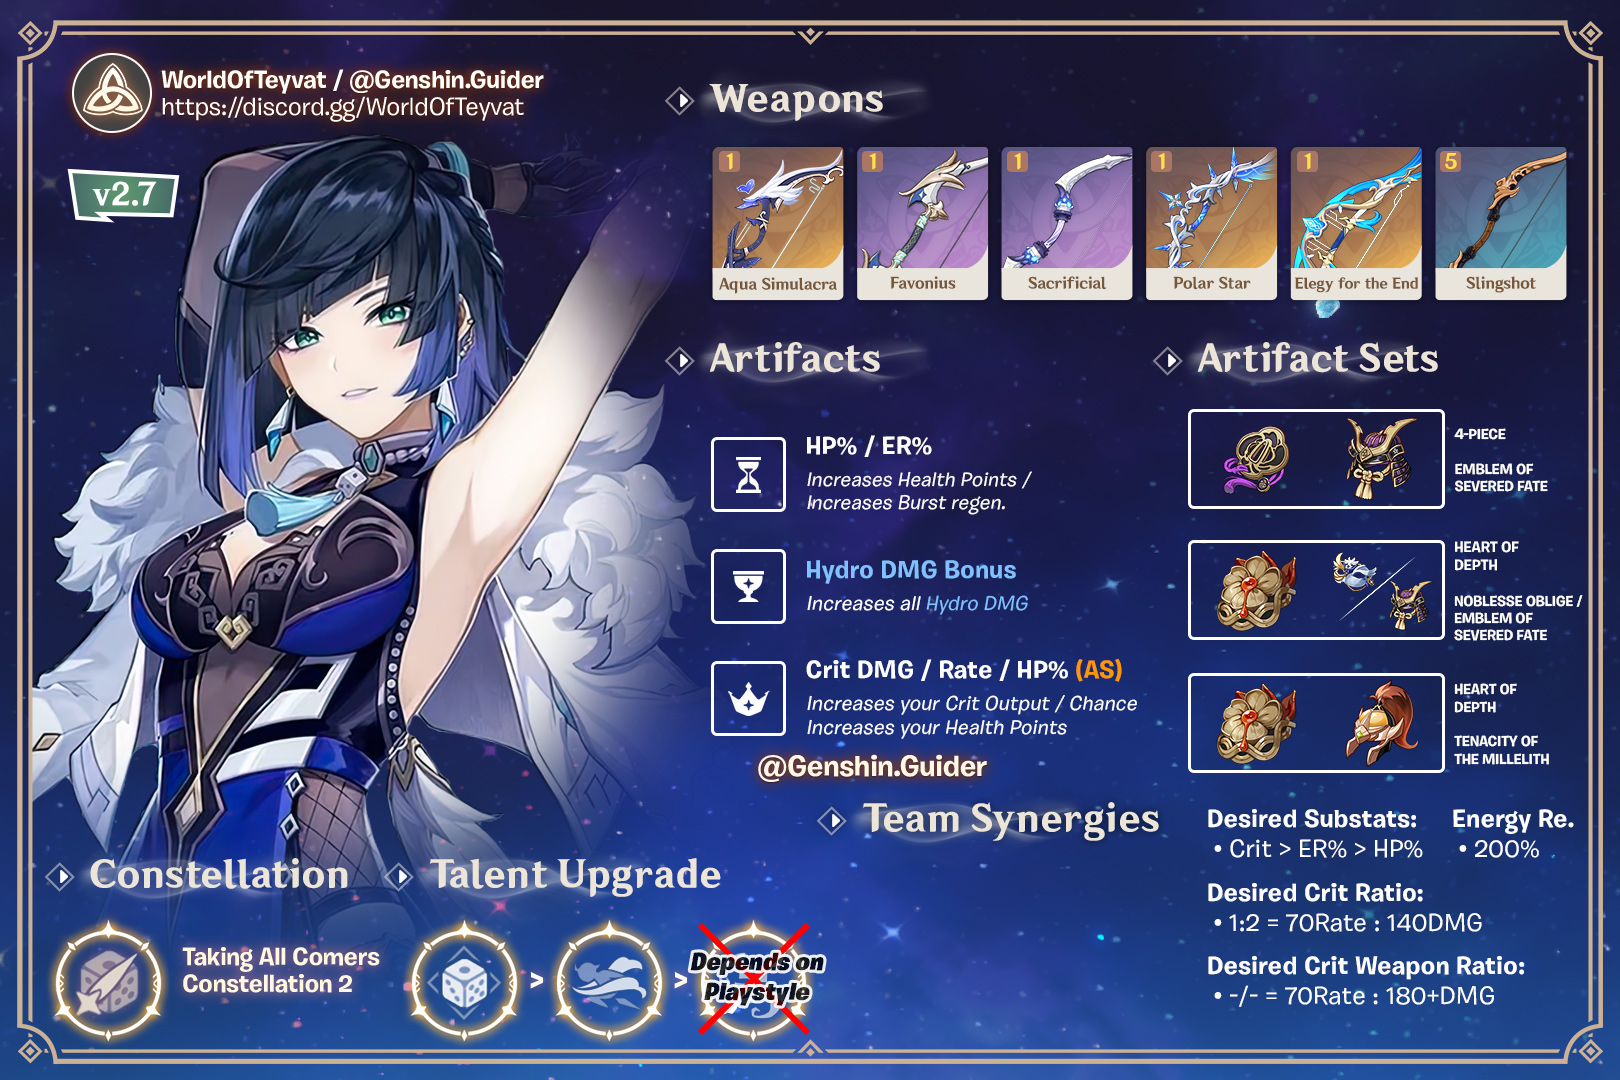 WorldOfTeyvat / @Genshin.Guider
https://discord.gg/WorldOfTeyvat
v2.7
Weapons
1
1
1
1
1
5
Aqua Simulacra
Favonius
Sacrificial
Polar Star
Elegy for the End
Slingshot
Artifacts
HP% / ER%
Increases Health Points /
Increases Burst regen.
Hydro DMG Bonus
Increases all Hydro DMG
Crit DMG / Rate / HP% (AS)
Increases your Crit Output / Chance
Increases your Health Points
@Genshin.Guider
Artifact Sets
4-PIECE
EMBLEM OF
SEVERED FATE
HEART OF
DEPTH
NOBLESSE OBLIGE /
EMBLEM OF
SEVERED FATE
HEART OF
DEPTH
TENACITY OF
THE MILLELITH
Team Synergies
Desired Substats:
• Crit > ER% > HP%
Energy Re.
• 200%
Desired Crit Ratio:
• 1:2 = 70Rate : 140DMG
Desired Crit Weapon Ratio:
• -/- = 70Rate : 180+DMG
Constellation
Taking All Comers
Constellation 2
Talent Upgrade
> >
Depends on
Playstyle